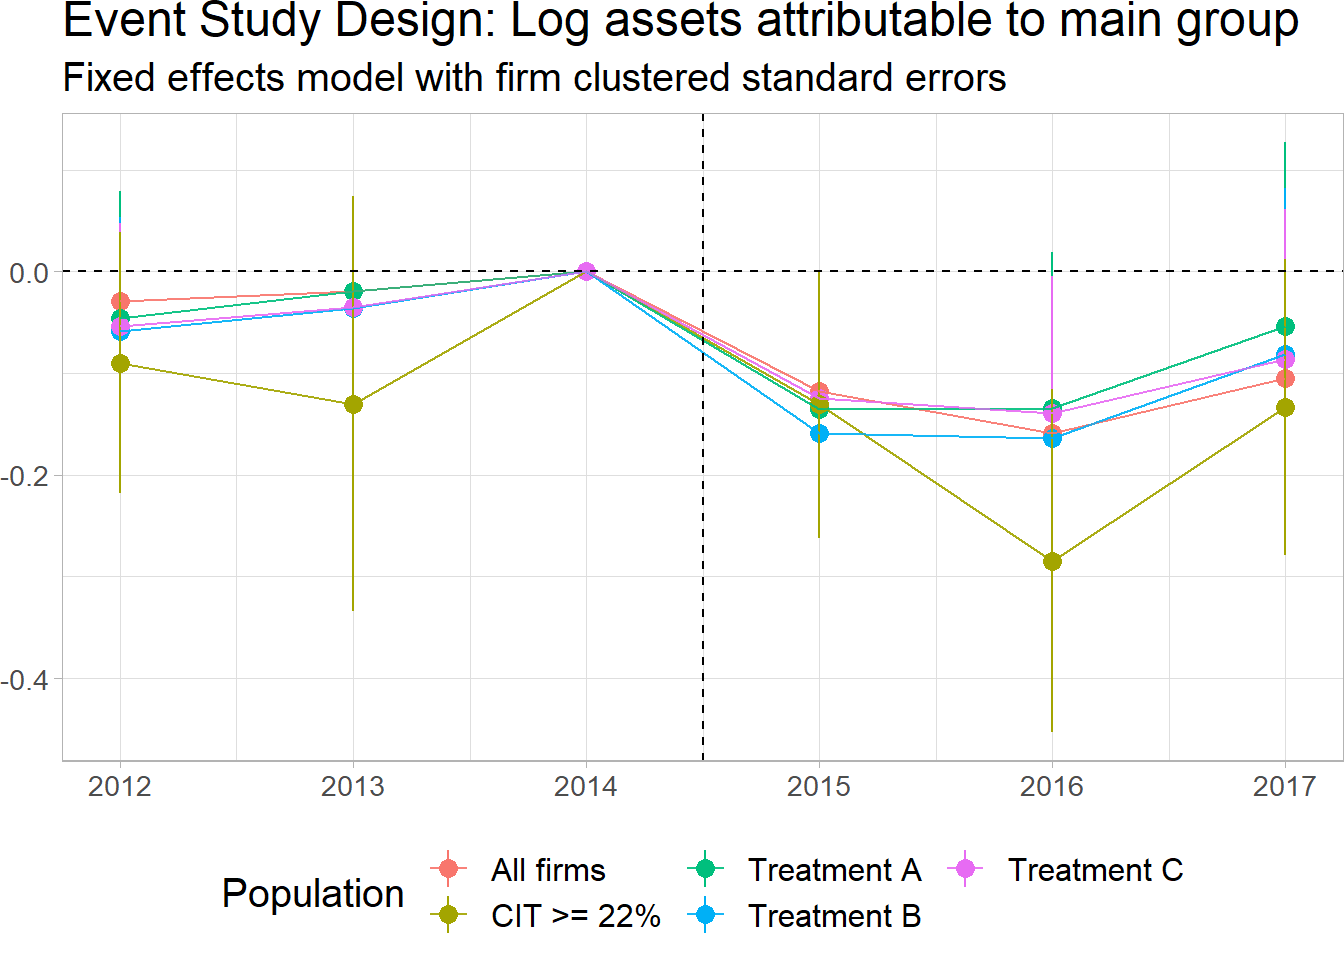 Event Study Design: Log assets attributable to main group
Fixed effects model with firm clustered standard errors
0.0
-0.2
-0.4
2012 2013 2014 2015 2016 2017
Population
All firms Treatment A Treatment C
CIT >= 22% Treatment B